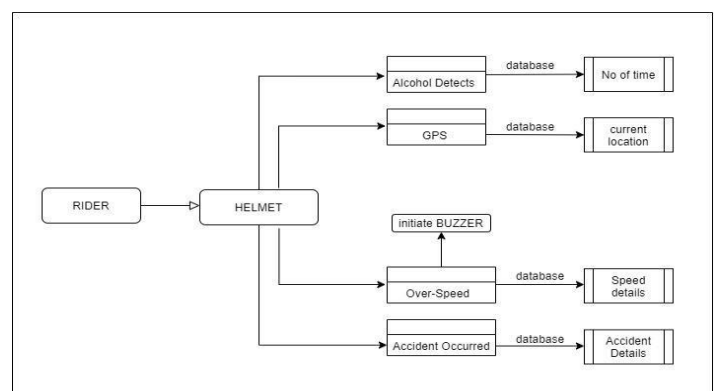 database
No of time
Alcohol Detects
database
current
location
GPS
RIDER
HELMET
initiate BUZZER
database
Speed
details
Over-Speed
database
Accident
Details
Accident Occurred